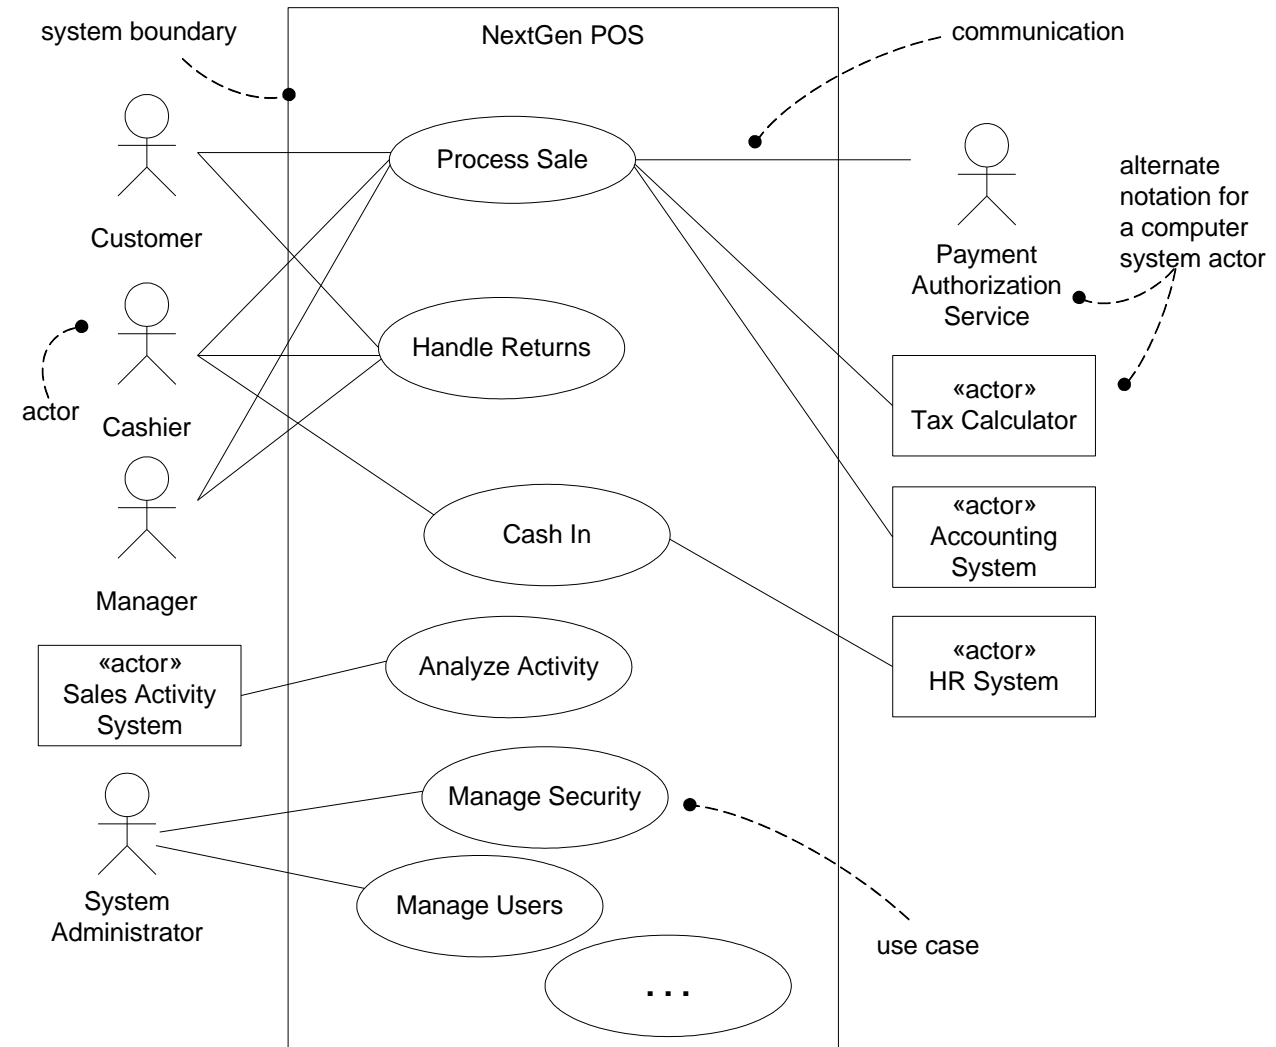 system boundary
NextGen POS
communication
Process Sale
Customer
alternate
notation for
a computer
system actor
Payment
Authorization
Service
Handle Returns
actor
Cashier
«actor»
Tax Calculator
Cash In
«actor»
Accounting
System
Manager
«actor»
Sales Activity
System
Analyze Activity
«actor»
HR System
Manage Security
System
Administrator
Manage Users
use case
. . .